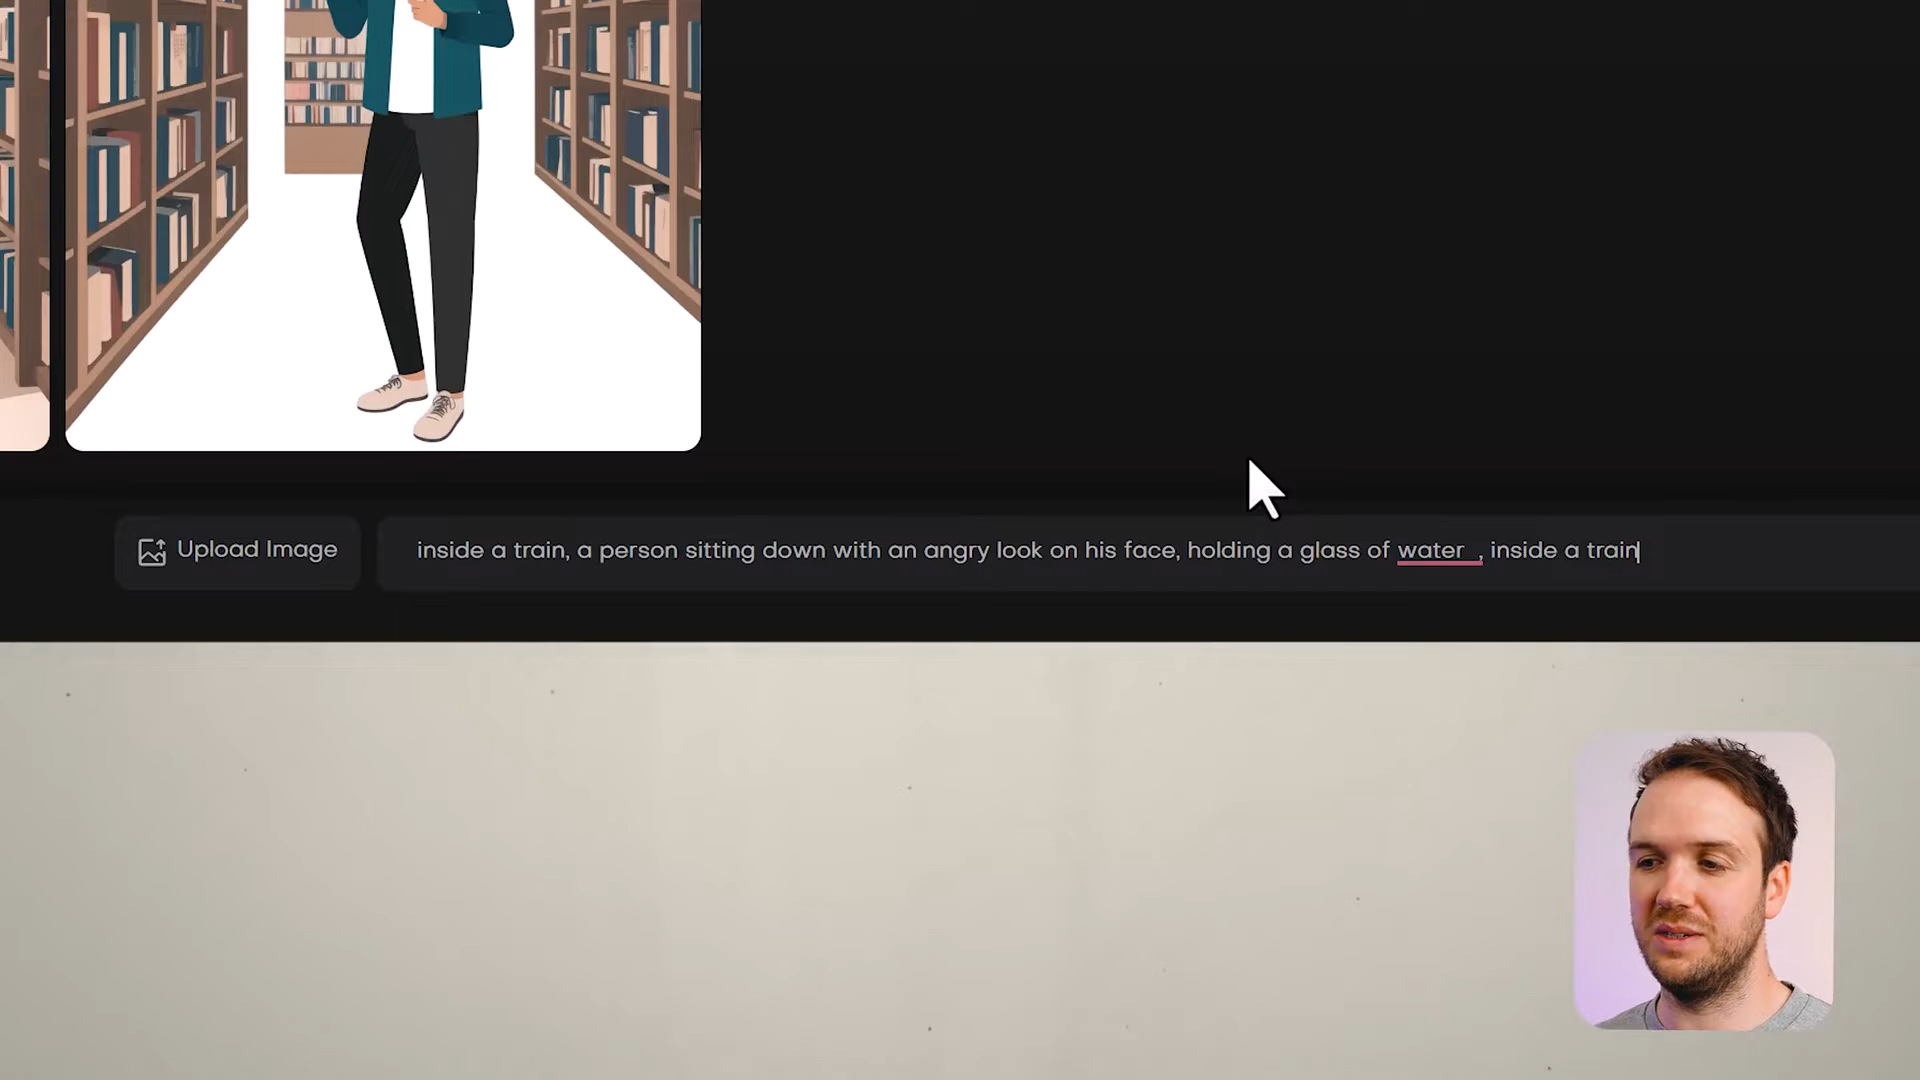 Upload Image
inside a train, a person sitting down with an angry look on his face, holding a glass of water  , inside a train